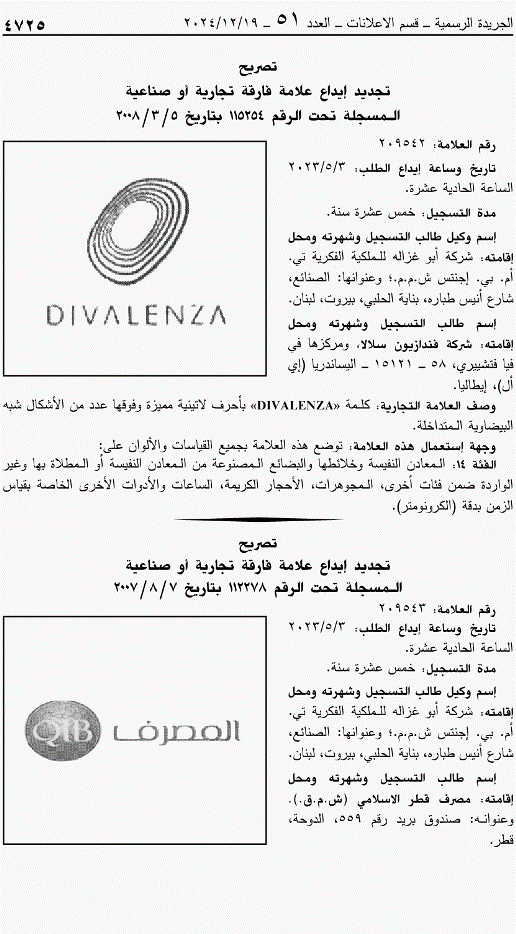 الجريدة الرسمية ــ قسم الاعلانات ــ العدد ٥١ ــ ٢٠٢٤/١٢/١٩
٤٧٢٥
تصريح
تجديد إيداع علامة فارقة تجارية أو صناعية
المسجلة تحت الرقم ١١٥٢٥٤ بتاريخ ٢٠٠٨/٣/٥
رقم العلامة: ٢٠٩٥٤٢
تاريخ وساعة إيداع الطلب: ٢٠٢٣/٥/٣
الساعة الحادية عشرة.
مدة التسجيل: خمس عشرة سنة.
إسم وكيل طالب التسجيل وشهرته ومحل
إقامته: شركة أبو غزاله للملكية الفكرية تي.
أم. بي. إجنتس ش.م.م.؛ وعنوانها: الصنائع،
شارع أنيس طباره، بناية الحلبي، بيروت، لبنان.
إسم طالب التسجيل وشهرته ومحل
إقامته: شركة فندازيون سلالا، ومركزها في
فيا فتشييري، ٥٨ ــ ١٥١٢١ ــ اليساندريا (إي
أل)، إيطاليا.
DIVALENZA
وصف العلامة التجارية: كلمة «DIVALENZA» بأحرف لاتينية مميزة وفوقها عدد من الأشكال شبه
البيضاوية المتداخلة.
وجهة إستعمال هذه العلامة: توضع هذه العلامة بجميع القياسات والألوان على:
الفئة ١٤: المعادن النفيسة وخلائطها والبضائع المصنوعة من المعادن النفيسة أو المطلاة بها وغير
الواردة ضمن فئات أخرى، المجوهرات، الأحجار الكريمة، الساعات والأدوات الأخرى الخاصة بقياس
الزمن بدقة (الكرونومتر).
تصريح
تجديد إيداع علامة فارقة تجارية أو صناعية
المسجلة تحت الرقم ١١٢٢٧٨ بتاريخ ٢٠٠٧/٨/٧
رقم العلامة: ٢٠٩٥٤٣
تاريخ وساعة إيداع الطلب: ٢٠٢٣/٥/٣
الساعة الحادية عشرة.
مدة التسجيل: خمس عشرة سنة.
إسم وكيل طالب التسجيل وشهرته ومحل
إقامته: شركة أبو غزاله للملكية الفكرية تي.
أم. بي. إجنتس ش.م.م.؛ وعنوانها: الصنائع،
شارع أنيس طباره، بناية الحلبي، بيروت، لبنان.
إسم طالب التسجيل وشهرته ومحل
إقامته: مصرف قطر الاسلامي (ش.م.ق.).
وعنوانه: صندوق بريد رقم ٥٥٩، الدوحة،
قطر.
المصرف QIB